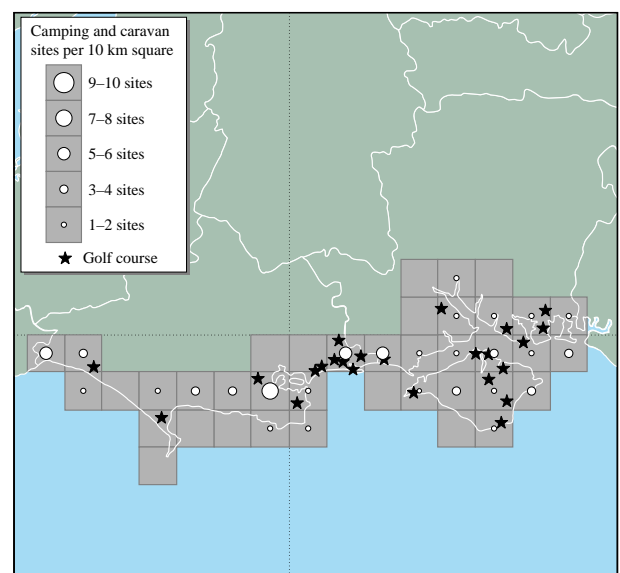 Camping and caravan
sites per 10 km square
9–10 sites
7–8 sites
5–6 sites
3–4 sites
1–2 sites
Golf course